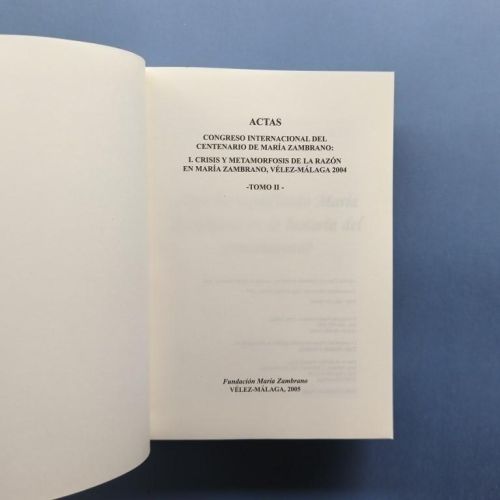 ACTAS
CONGRESO INTERNACIONAL DEL
CENTENARIO DE MARÍA ZAMBRANO:
I. CRISIS Y METAMORFOSIS DE LA RAZÓN
EN MARÍA ZAMBRANO, VÉLEZ-MÁLAGA 2004
-TOMO II -
Fundación María Zambrano
VÉLEZ-MÁLAGA, 2005